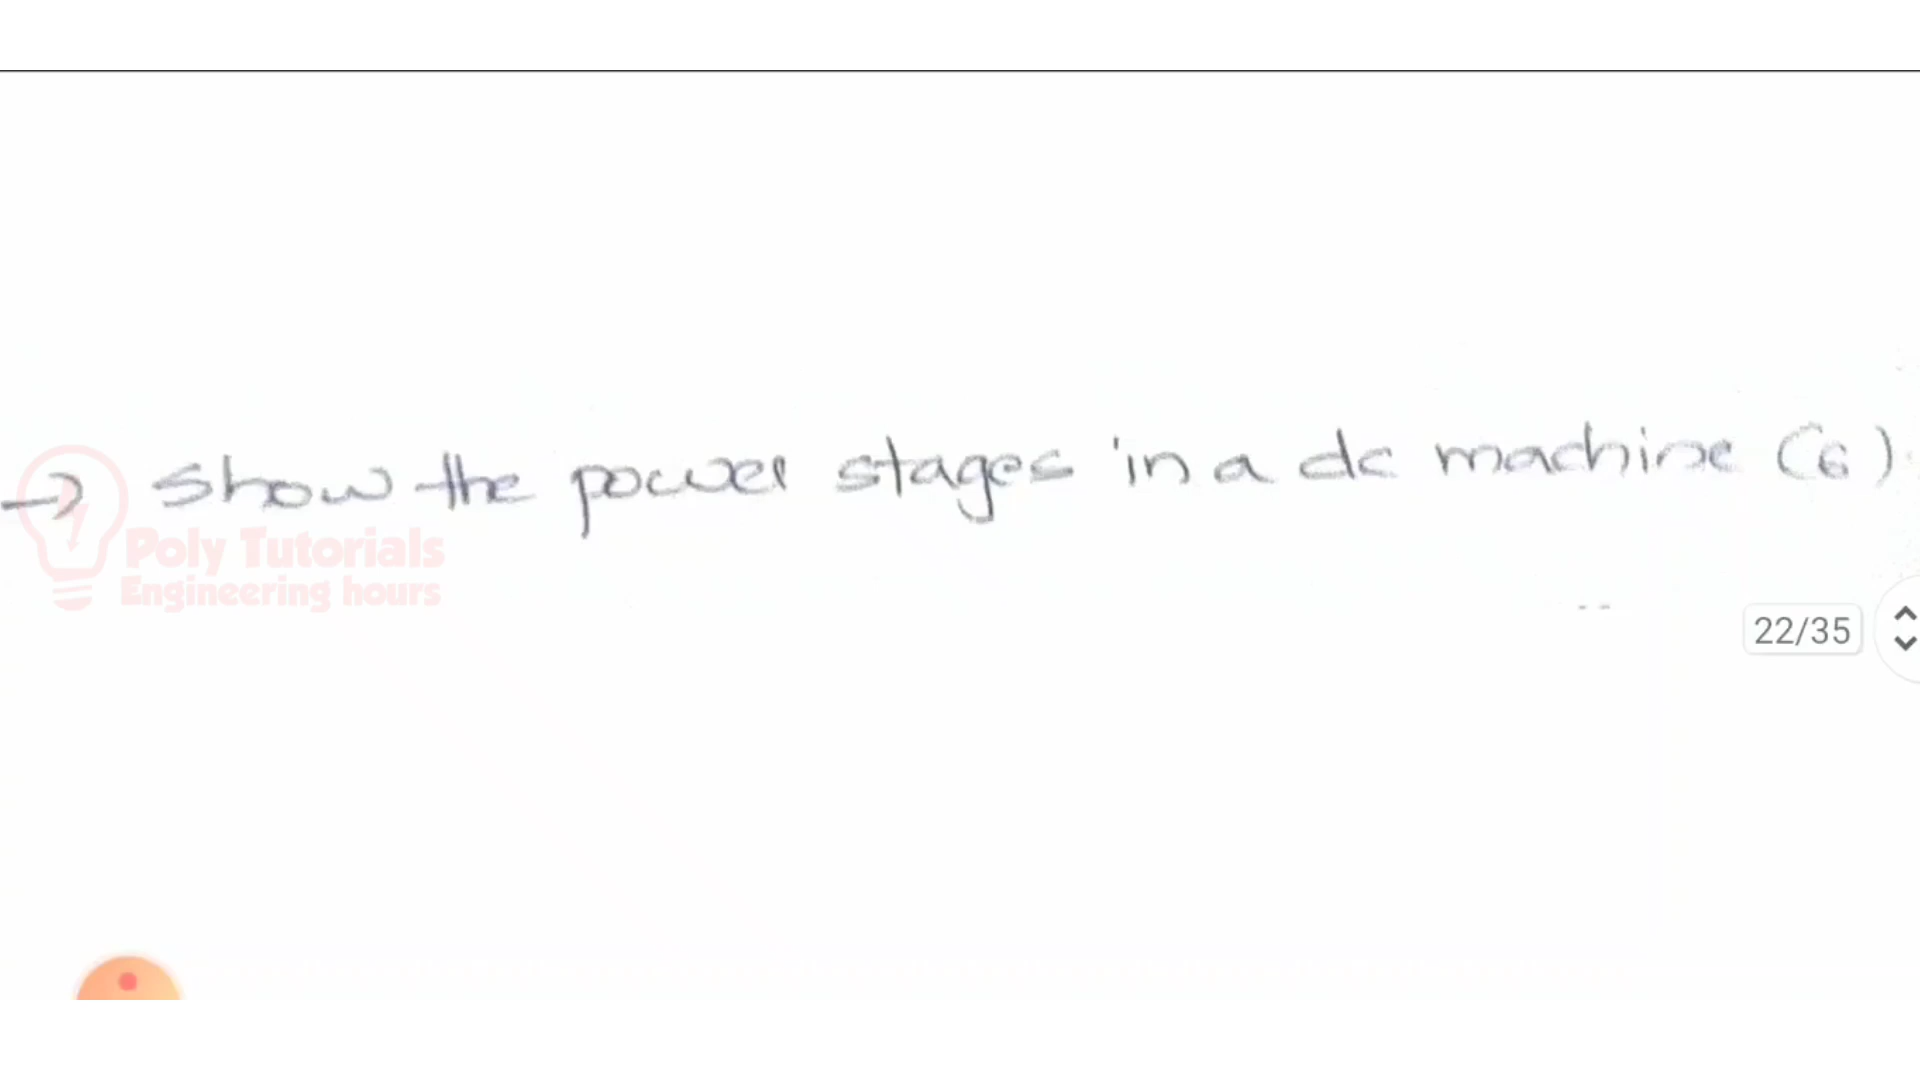 → show the power stages in a dc machine (6)
Poly Tutorials
Engineering hours
22/35